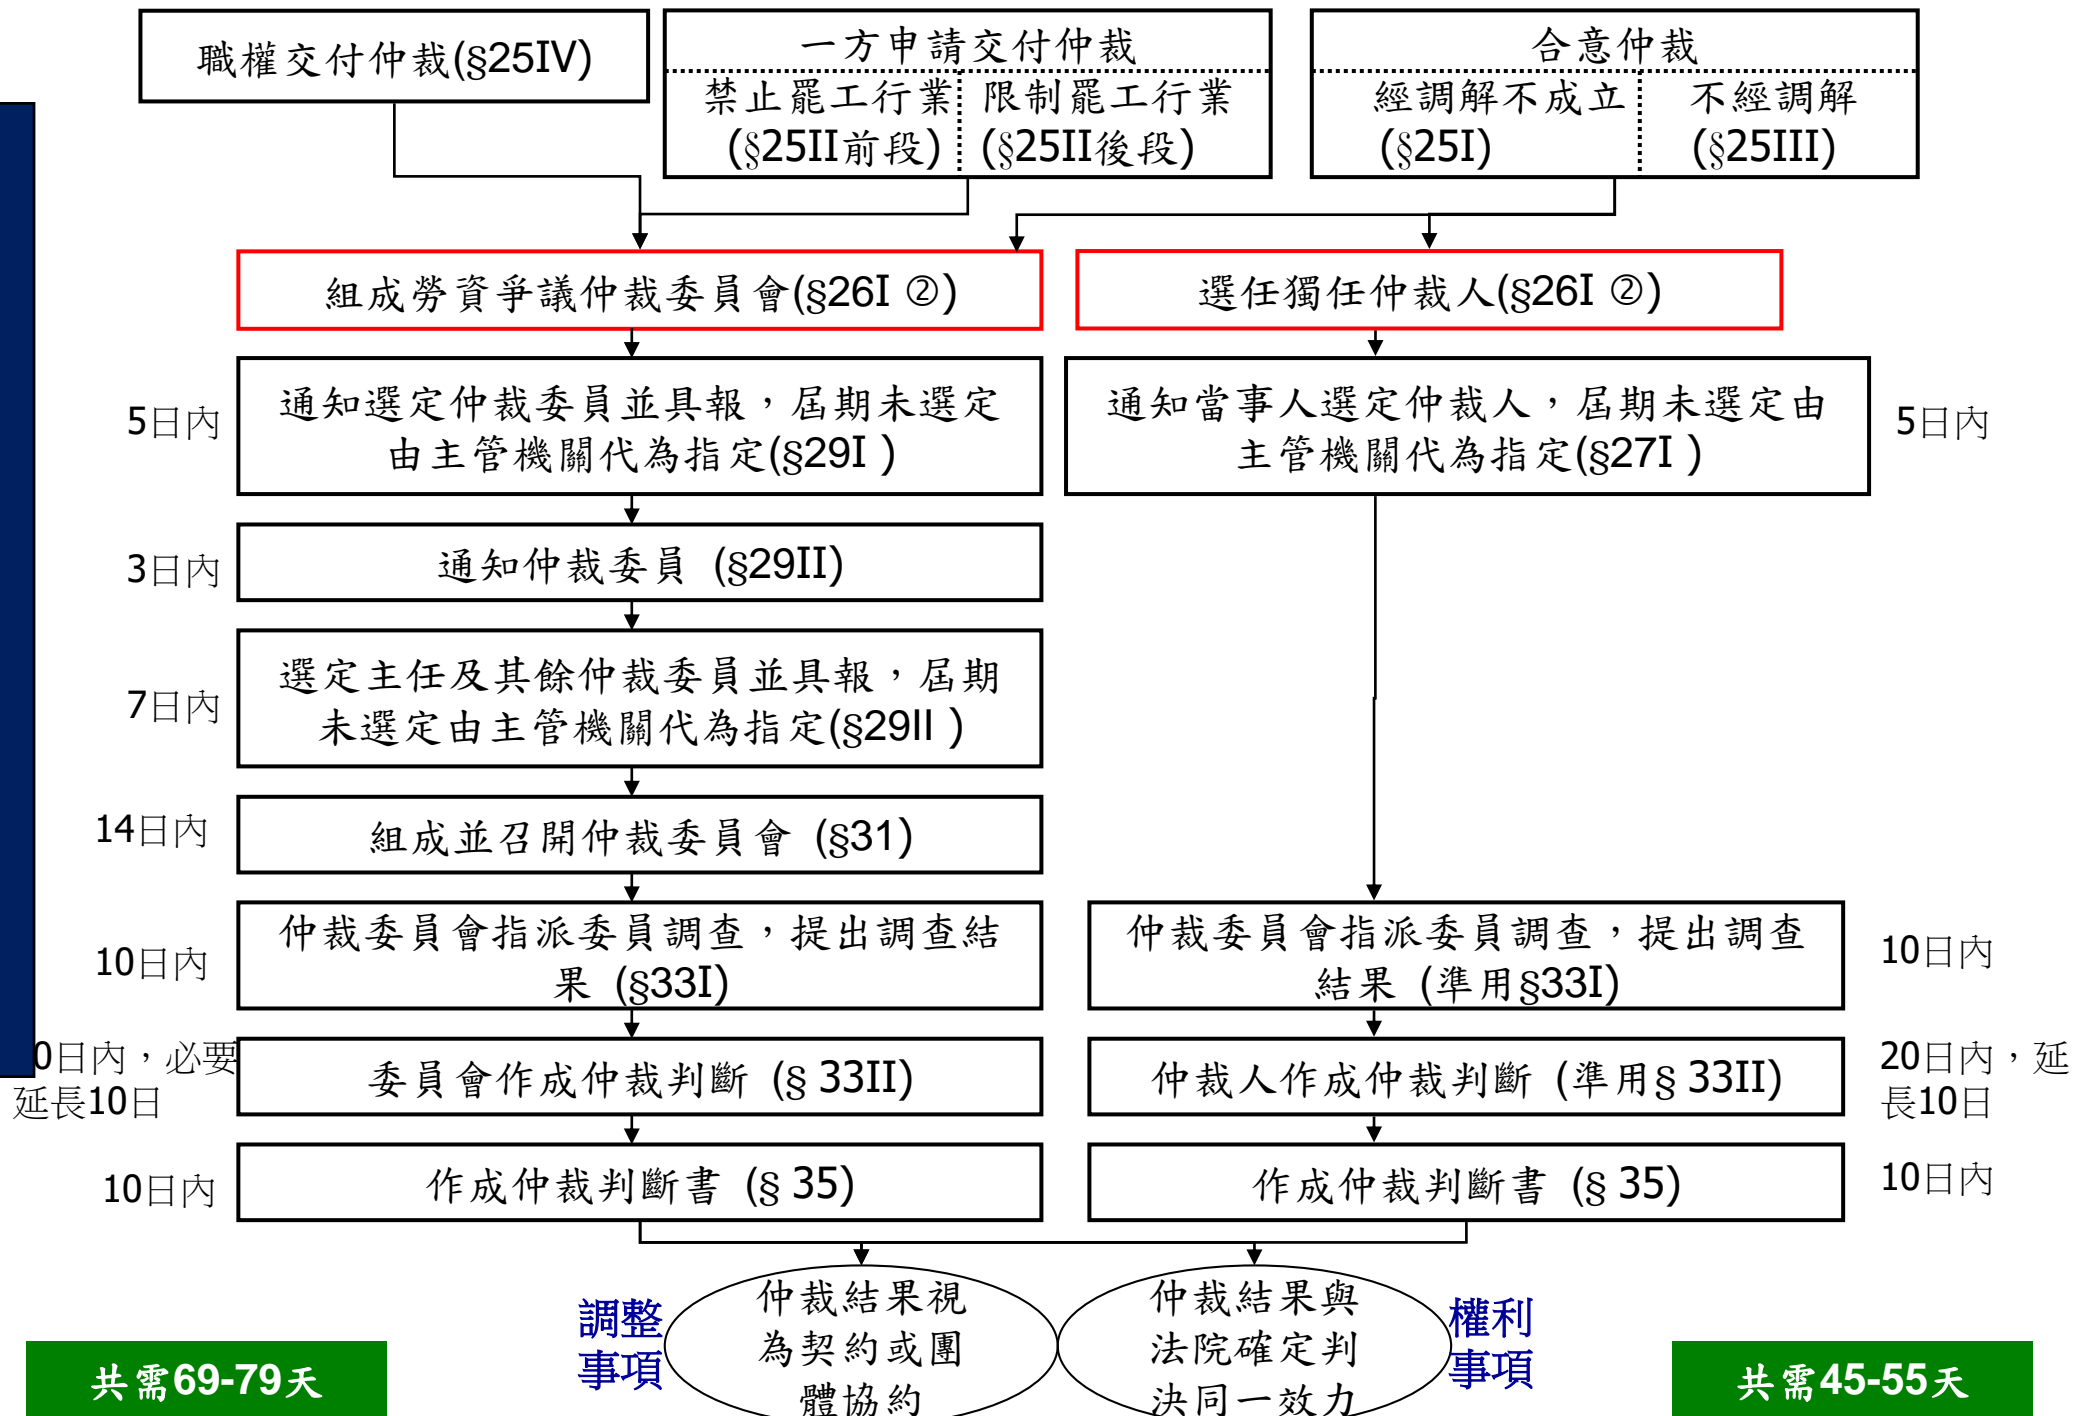 職權交付仲裁(§25IV)
一方申請交付仲裁
禁止罷工行業
(§25II前段)
限制罷工行業
(§25II後段)
合意仲裁
經調解不成立
(§25I)
不經調解
(§25III)
組成勞資爭議仲裁委員會(§26I ②)
選任獨任仲裁人(§26I ②)
5日內
通知選定仲裁委員並具報，屆期未選定
由主管機關代為指定(§29I )
通知當事人選定仲裁人，屆期未選定由
主管機關代為指定(§27I )
5日內
3日內
通知仲裁委員 (§29II)
7日內
選定主任及其餘仲裁委員並具報，屆期
未選定由主管機關代為指定(§29II )
14日內
組成並召開仲裁委員會 (§31)
10日內
仲裁委員會指派委員調查，提出調查結
果 (§33I)
仲裁委員會指派委員調查，提出調查
結果 (準用§33I)
10日內
0日內，必要
延長10日
委員會作成仲裁判斷 (§ 33II)
仲裁人作成仲裁判斷 (準用§ 33II)
20日內，延
長10日
10日內
作成仲裁判斷書 (§ 35)
作成仲裁判斷書 (§ 35)
10日內
調整
事項
仲裁結果視
為契約或團
體協約
仲裁結果與
法院確定判
決同一效力
權利
事項
共需69-79天
共需45-55天